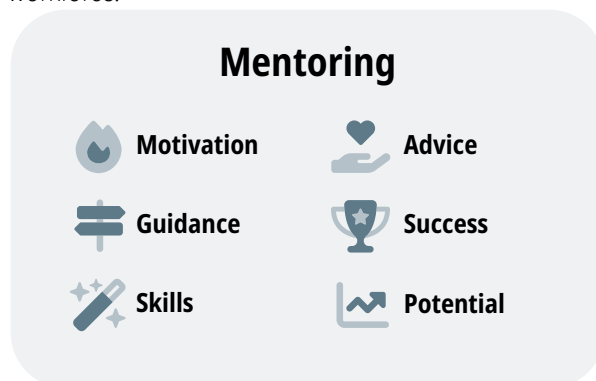 Mentoring
Motivation
Advice
Guidance
Success
Skills
Potential